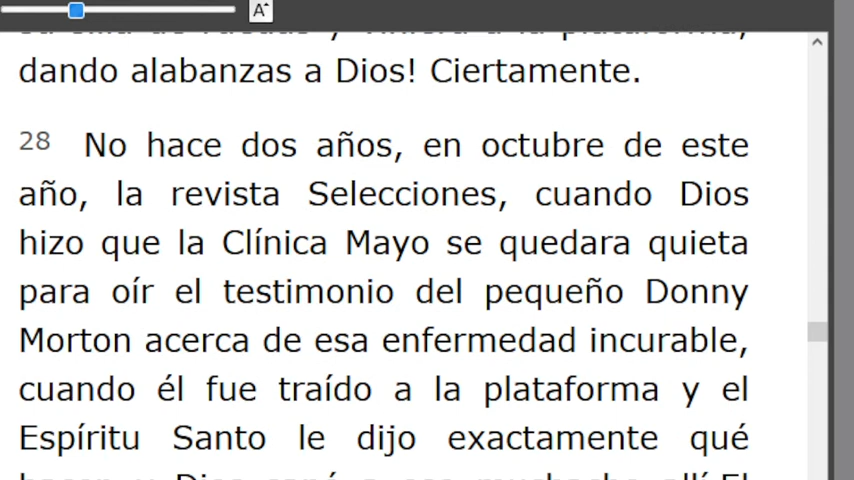 A
dando alabanzas a Dios! Ciertamente.
28 No hace dos años, en octubre de este
año, la revista Selecciones, cuando Dios
hizo que la Clínica Mayo se quedara quieta
para oír el testimonio del pequeño Donny
Morton acerca de esa enfermedad incurable,
cuando él fue traído a la plataforma y el
Espíritu Santo le dijo exactamente qué